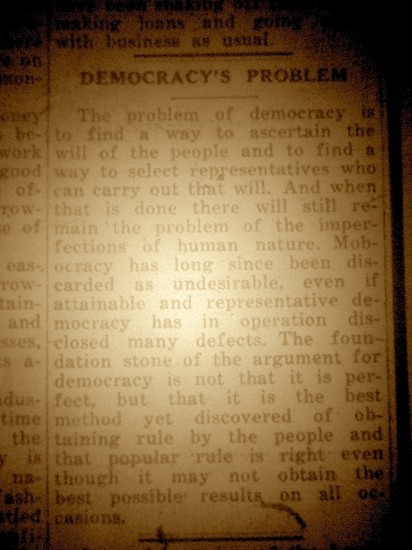 making loans and going
with business as usual.
DEMOCRACY'S PROBLEM
The problem of democracy is
to find a way to ascertain the
will of the people and to find a
way to select representatives who
can carry out that will. And when
that is done there will still re-
main the problem of the imper-
fections of human nature. Mob-
ocracy has long since been dis-
carded as undesirable, even if
attainable and representative de-
mocracy has in operation dis-
closed many defects. The foun-
dation stone of the argument for
democracy is not that it is per-
fect, but that it is the best
method yet discovered of ob-
taining rule by the people and
that popular rule is right even
though it may not obtain the
best possible results on all oc-
casions.